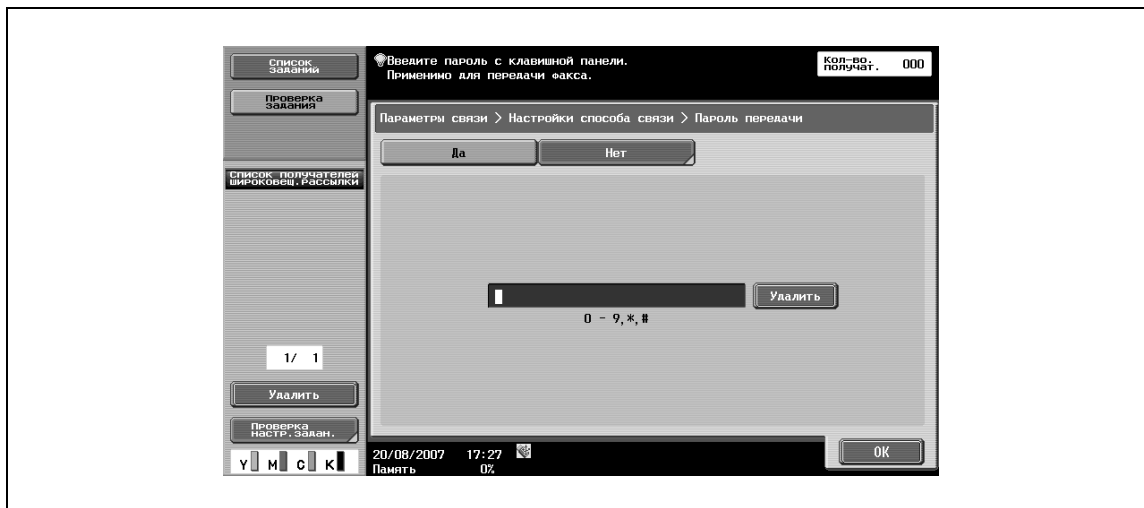 Список
заданий
Проверка
задания
Список получателей
широковещ.рассылки
1/ 1
Удалить
Проверка
настр.задан.
Y M C K
Введите пароль с клавишной панели.
Применимо для передачи факса.
Кол-во.
получат. 000
Параметры связи > Настройки способа связи > Пароль передачи
Да Нет
Удалить
0 - 9,*,#
20/08/2007 17:27
Память 0%
OK